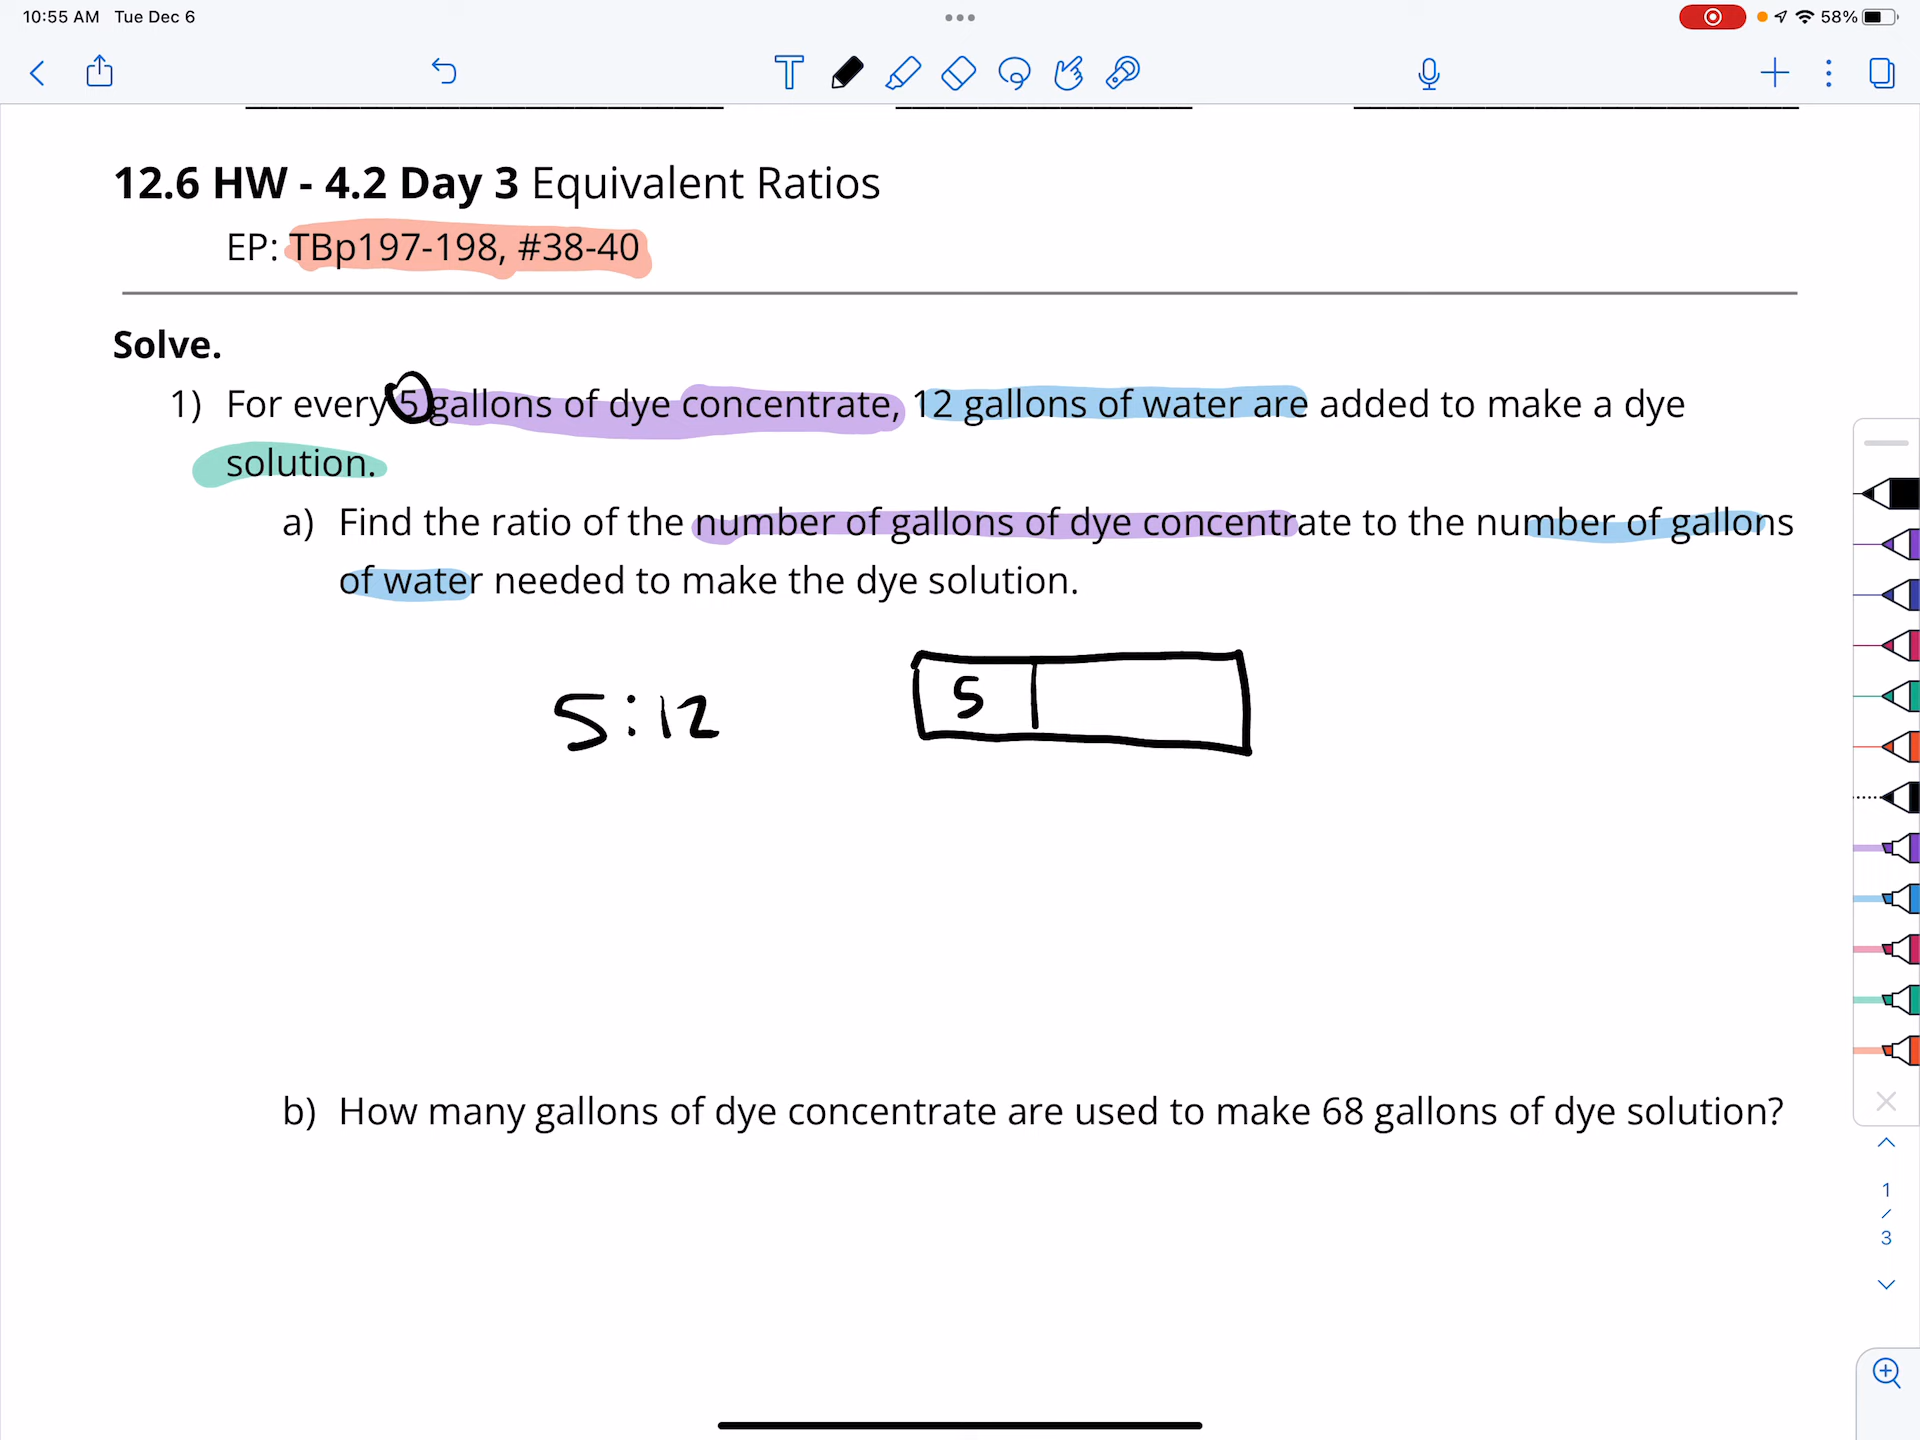 10:55 AM Tue Dec 6
58%
T
12.6 HW - 4.2 Day 3 Equivalent Ratios
EP: TBp197-198, #38-40
Solve.
1) For every 5 gallons of dye concentrate, 12 gallons of water are added to make a dye
solution.
a) Find the ratio of the number of gallons of dye concentrate to the number of gallons
of water needed to make the dye solution.
5:12
5
b) How many gallons of dye concentrate are used to make 68 gallons of dye solution?
1
/
3